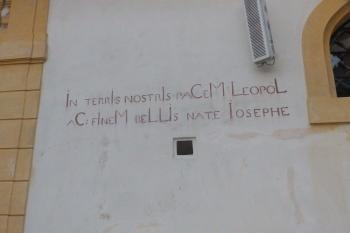 IN TERRIS NOSTRIS PACEM LEOPOL
AC: FINEM BELLIS NATE IOSEPHE